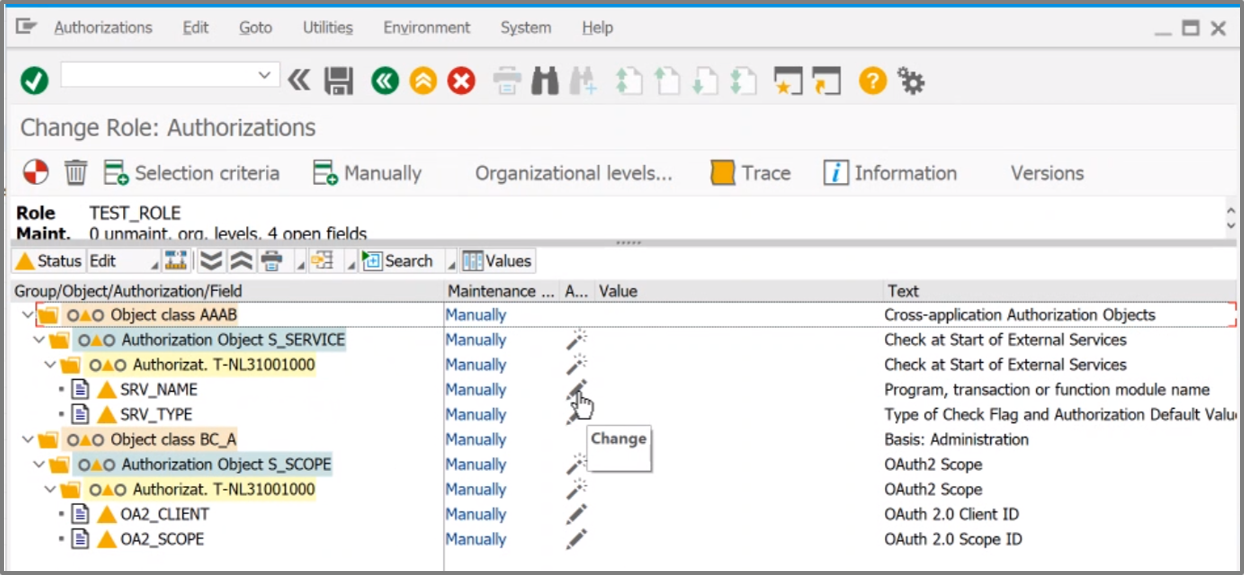 Authorizations Edit Goto Utilities Environment System Help
Change Role: Authorizations
Selection criteria Manually Organizational levels... Trace Information Versions
Role TEST_ROLE
Maint. 0 unmaint. org. levels, 4 open fields
Status Edit Search Values
Group/Object/Authorization/Field Maintenance ... A... Value Text
Object class AAAB Manually Cross-application Authorization Objects
Authorization Object S_SERVICE Manually Check at Start of External Services
Authorizat. T-NL31001000 Manually Check at Start of External Services
SRV_NAME Manually Program, transaction or function module name
SRV_TYPE Manually Type of Check Flag and Authorization Default Valu
Change
Object class BC_A Manually Basis: Administration
Authorization Object S_SCOPE Manually OAuth2 Scope
Authorizat. T-NL31001000 Manually OAuth2 Scope
OA2_CLIENT Manually OAuth 2.0 Client ID
OA2_SCOPE Manually OAuth 2.0 Scope ID